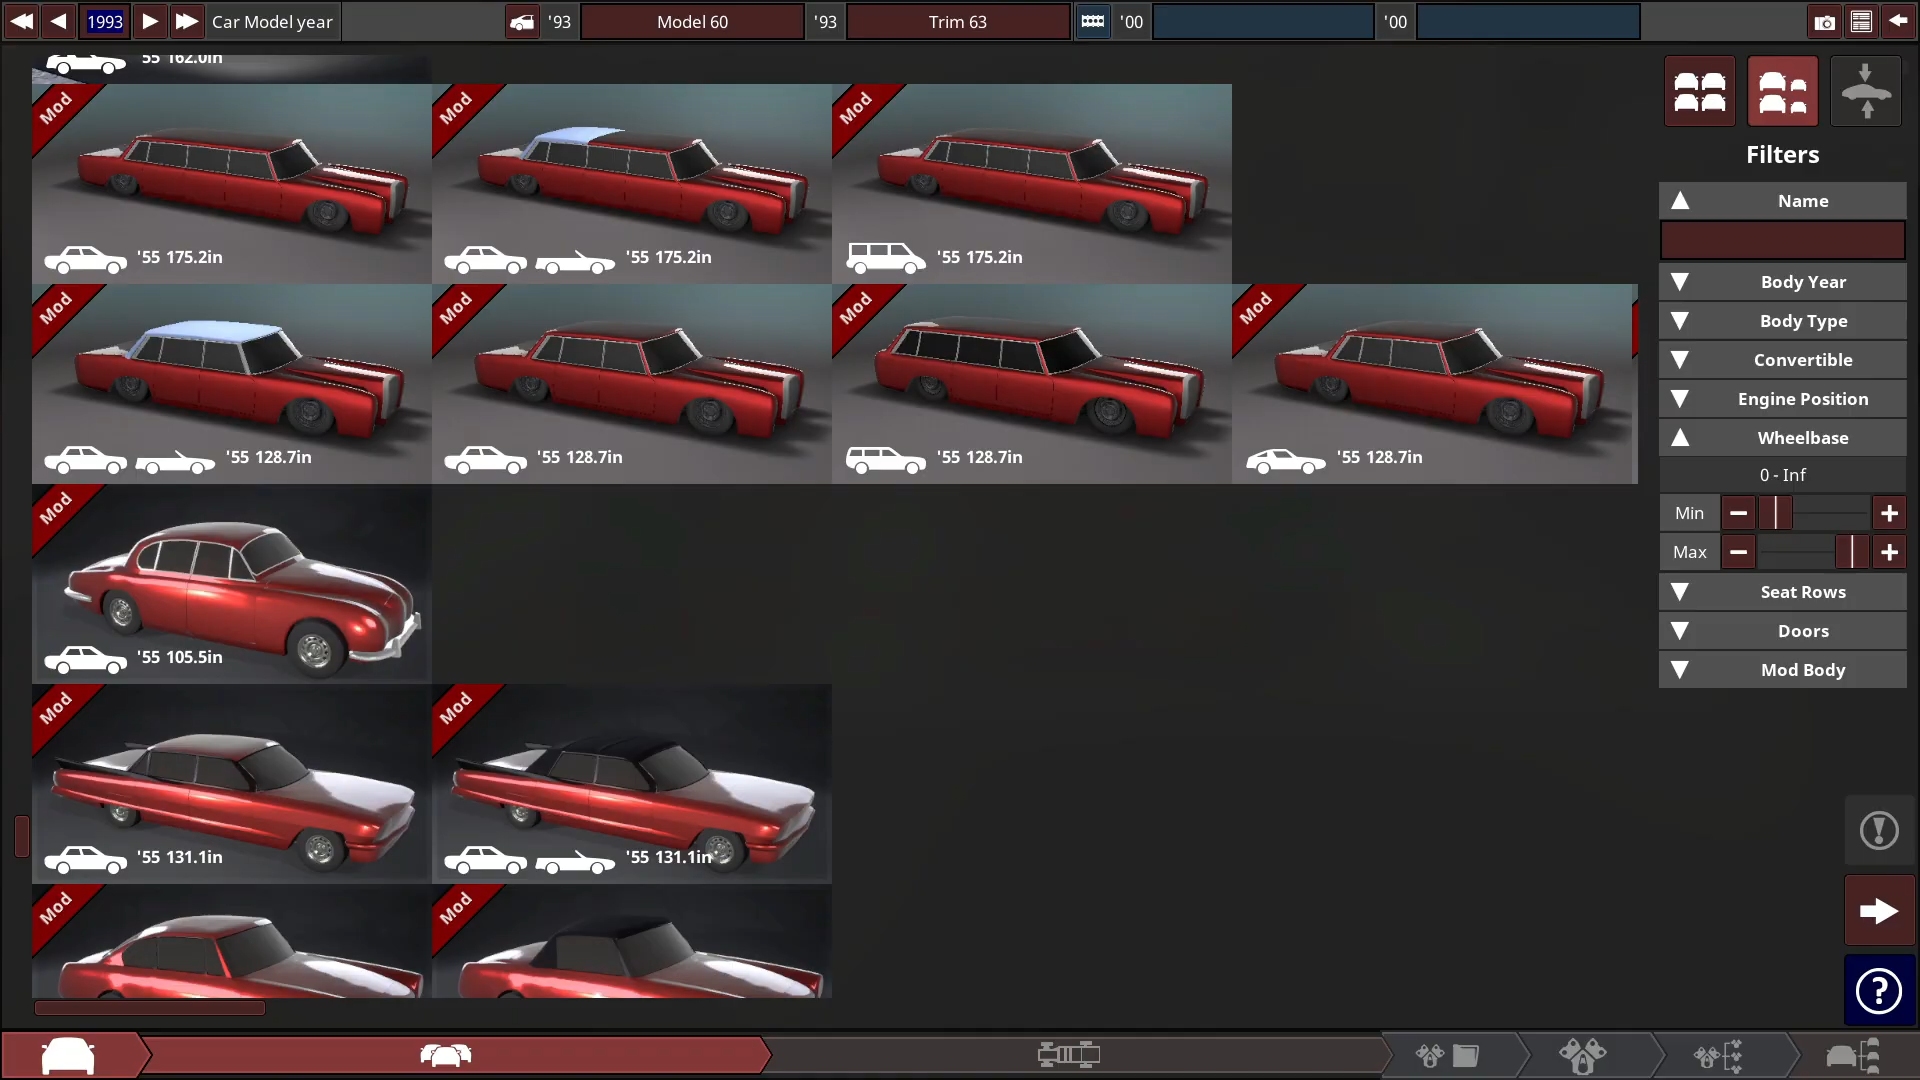 1993 Car Model year '93 Model 60 '93 Trim 63 '00 '00
'55 162.0in
Mod Mod Mod
'55 175.2in '55 175.2in '55 175.2in
Mod Mod Mod Mod
'55 128.7in '55 128.7in '55 128.7in '55 128.7in
Mod
'55 105.5in
Mod Mod
'55 131.1in '55 131.1in
Mod Mod
Filters
Name
Body Year
Body Type
Convertible
Engine Position
Wheelbase
0 - Inf
Min
Max
Seat Rows
Doors
Mod Body
?